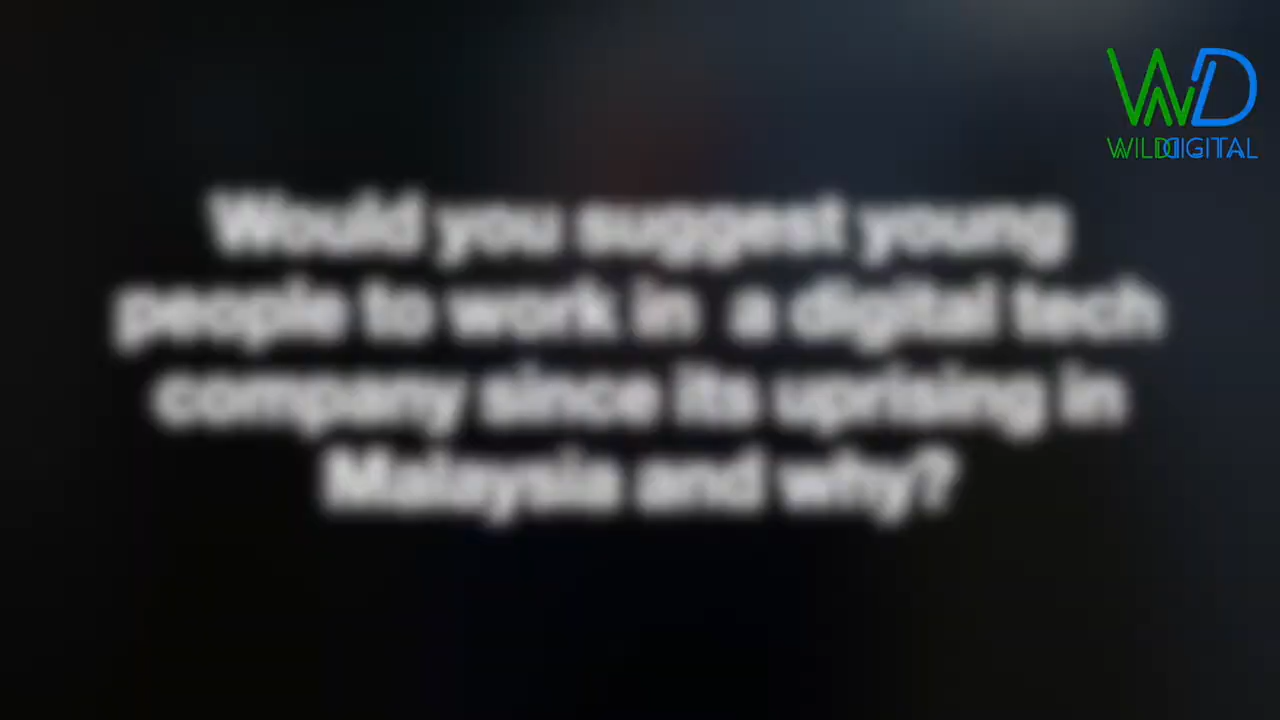 WD
WILDDIGITAL
Would you suggest young
people to work in a digital tech
company since its uprising in
Malaysia and why?